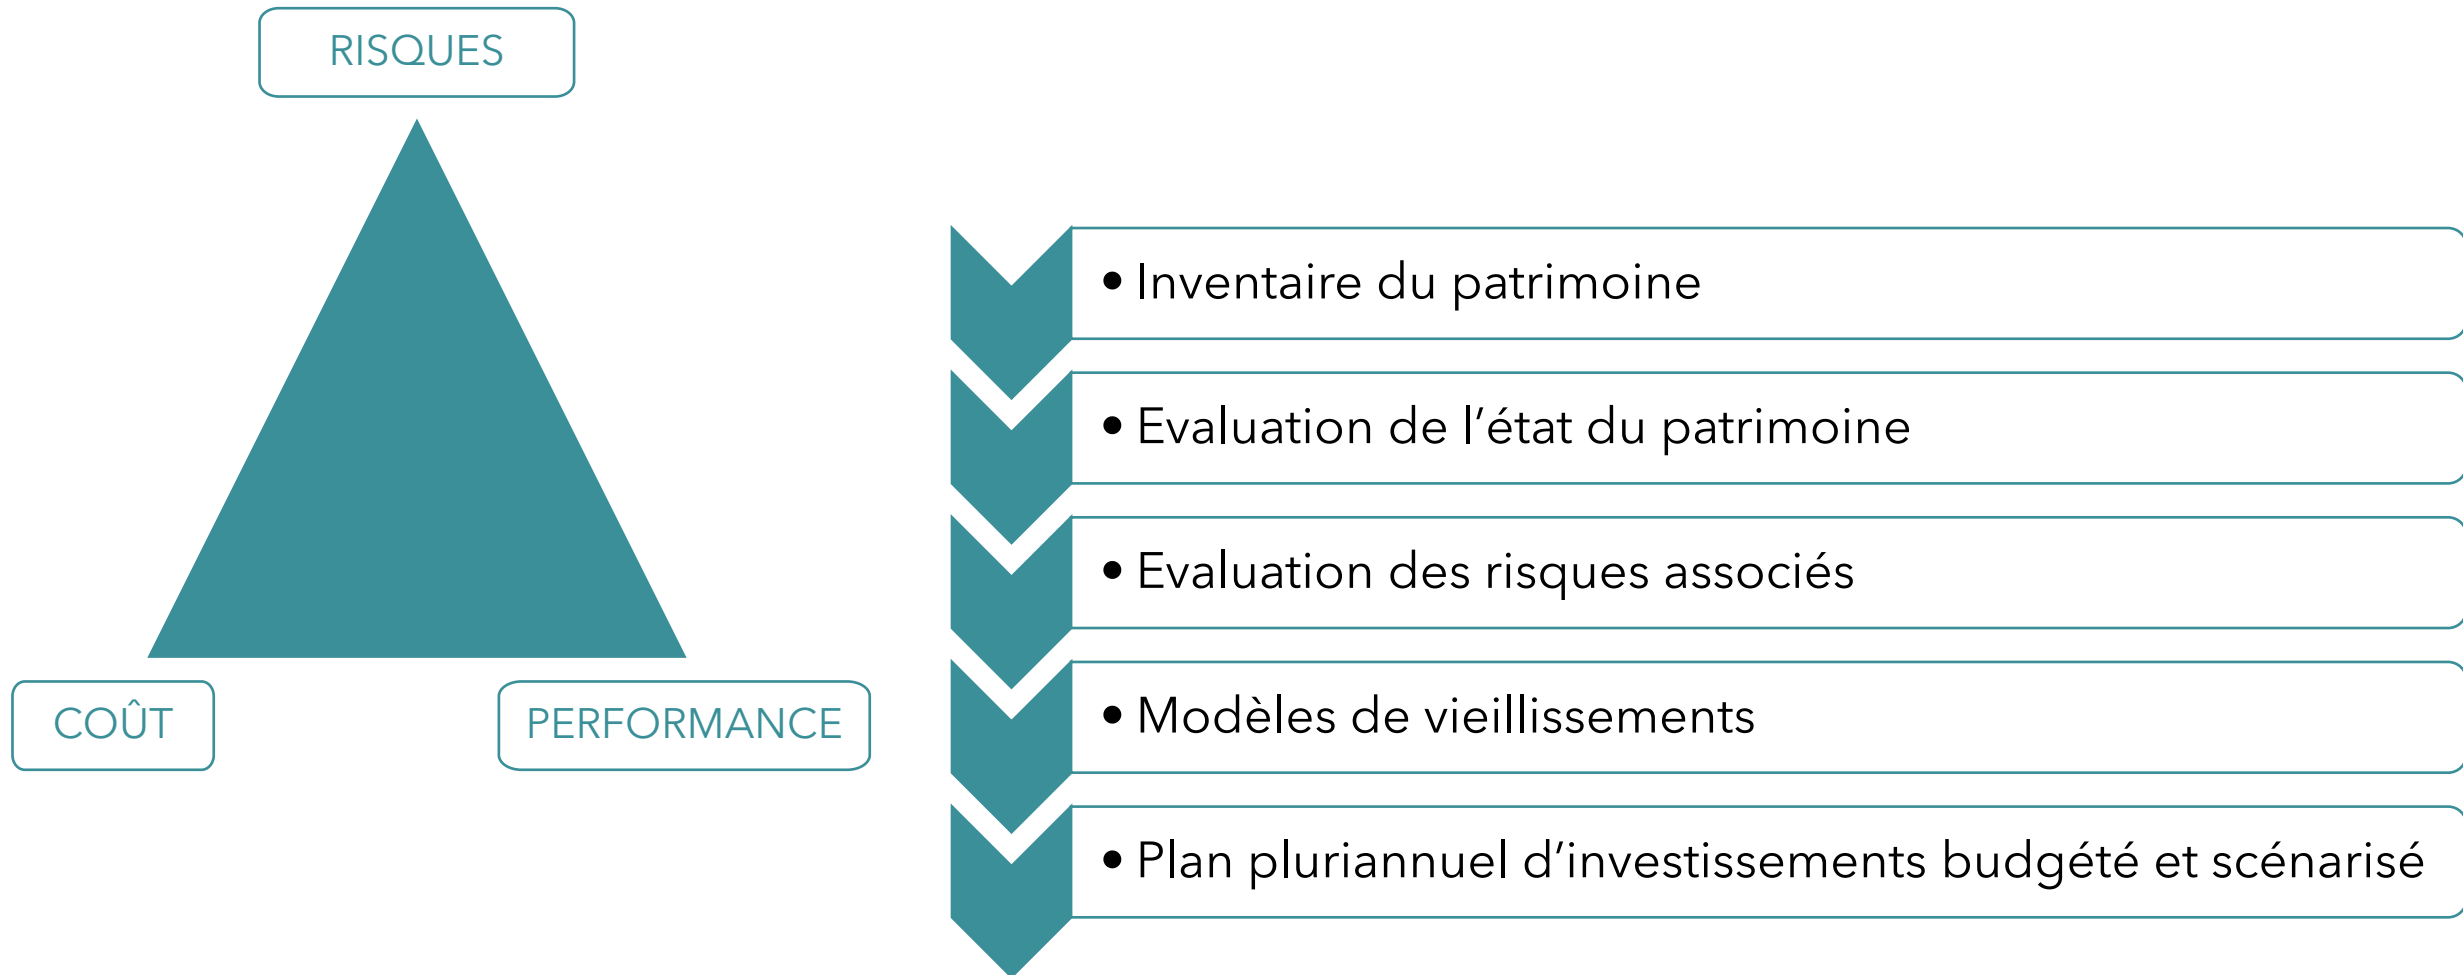 RISQUES
COÛT
PERFORMANCE
• Inventaire du patrimoine
• Evaluation de l’état du patrimoine
• Evaluation des risques associés
• Modèles de vieillissements
• Plan pluriannuel d’investissements budgété et scénarisé